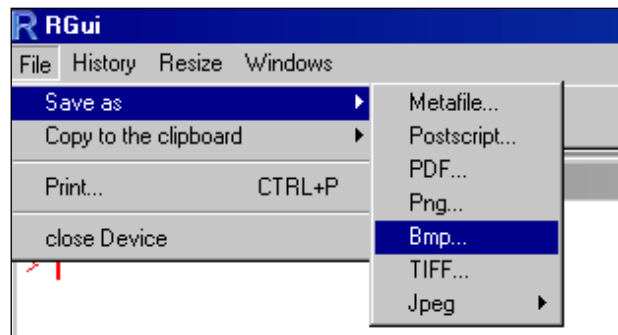 R RGui
File History Resize Windows
Save as
Copy to the clipboard
Print... CTRL+P
close Device
Metafile...
Postscript...
PDF...
Png...
Bmp...
TIFF...
Jpeg
>